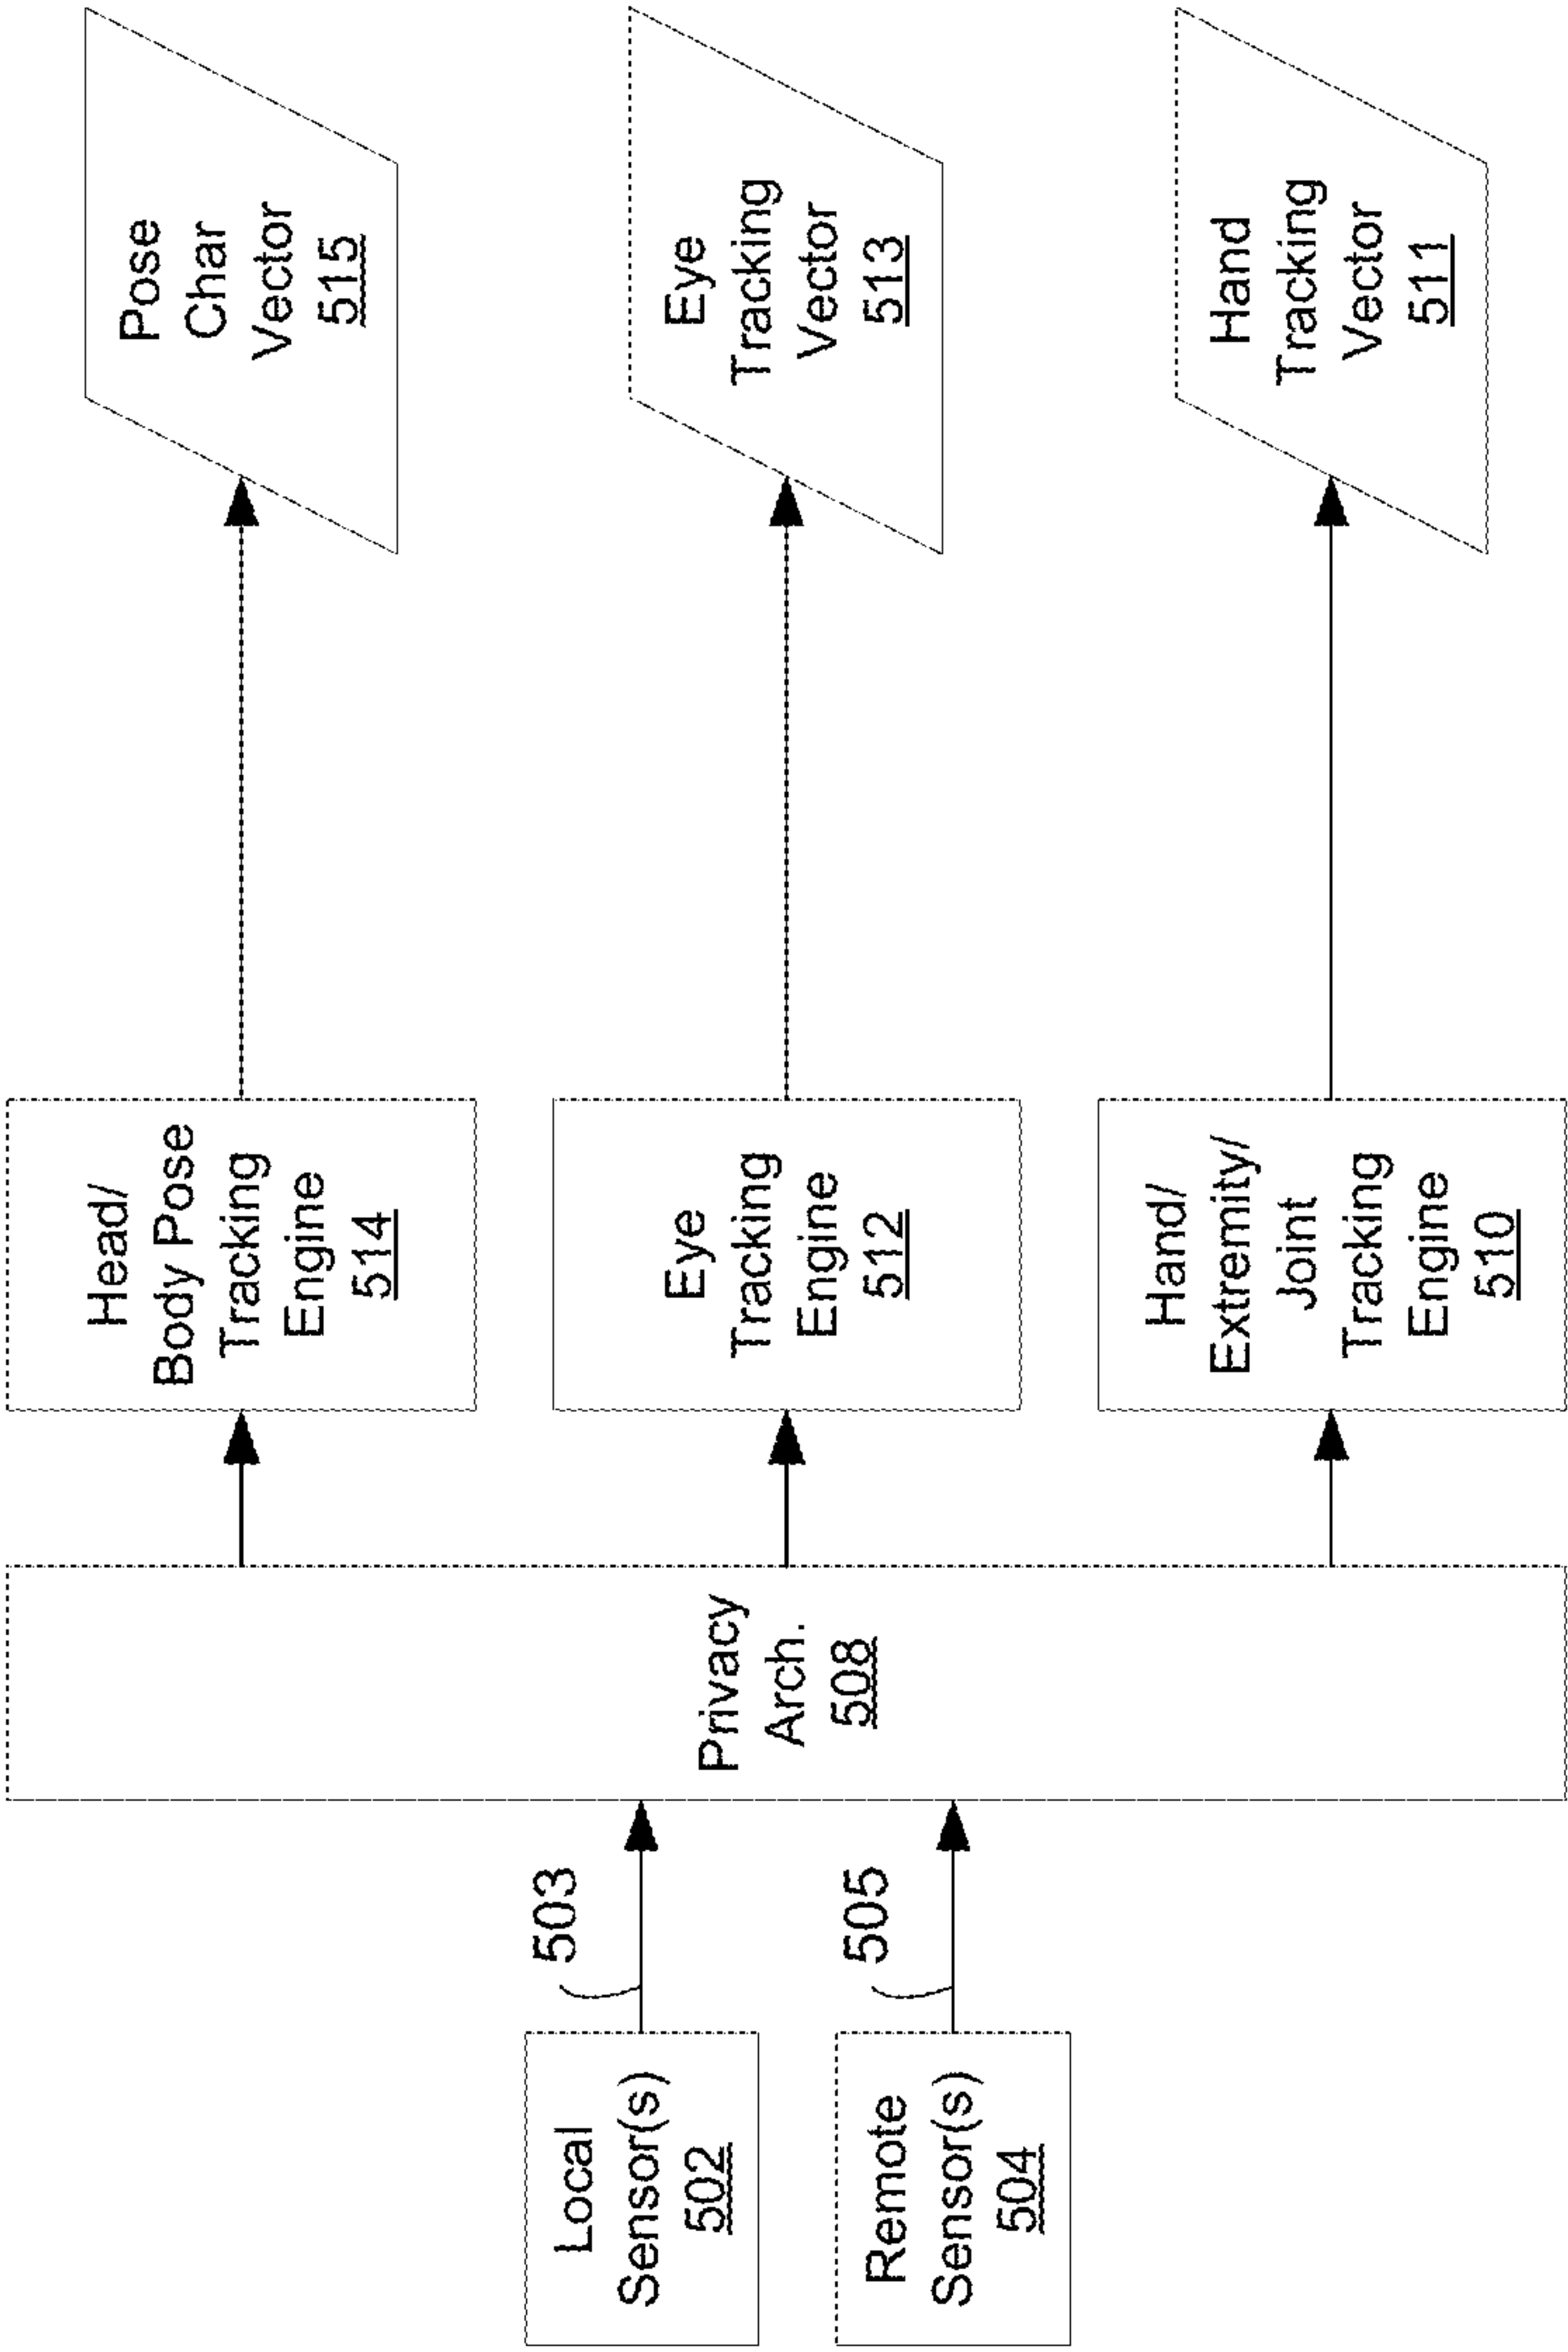 Local
Sensor(s)
502
Remote
Sensor(s)
504
503
505
Privacy
Arch.
508
Head/
Body Pose
Tracking
Engine
514
Eye
Tracking
Engine
512
Hand/
Extremity/
Joint
Tracking
Engine
510
Pose
Char
Vector
515
Eye
Tracking
Vector
513
Hand
Tracking
Vector
511